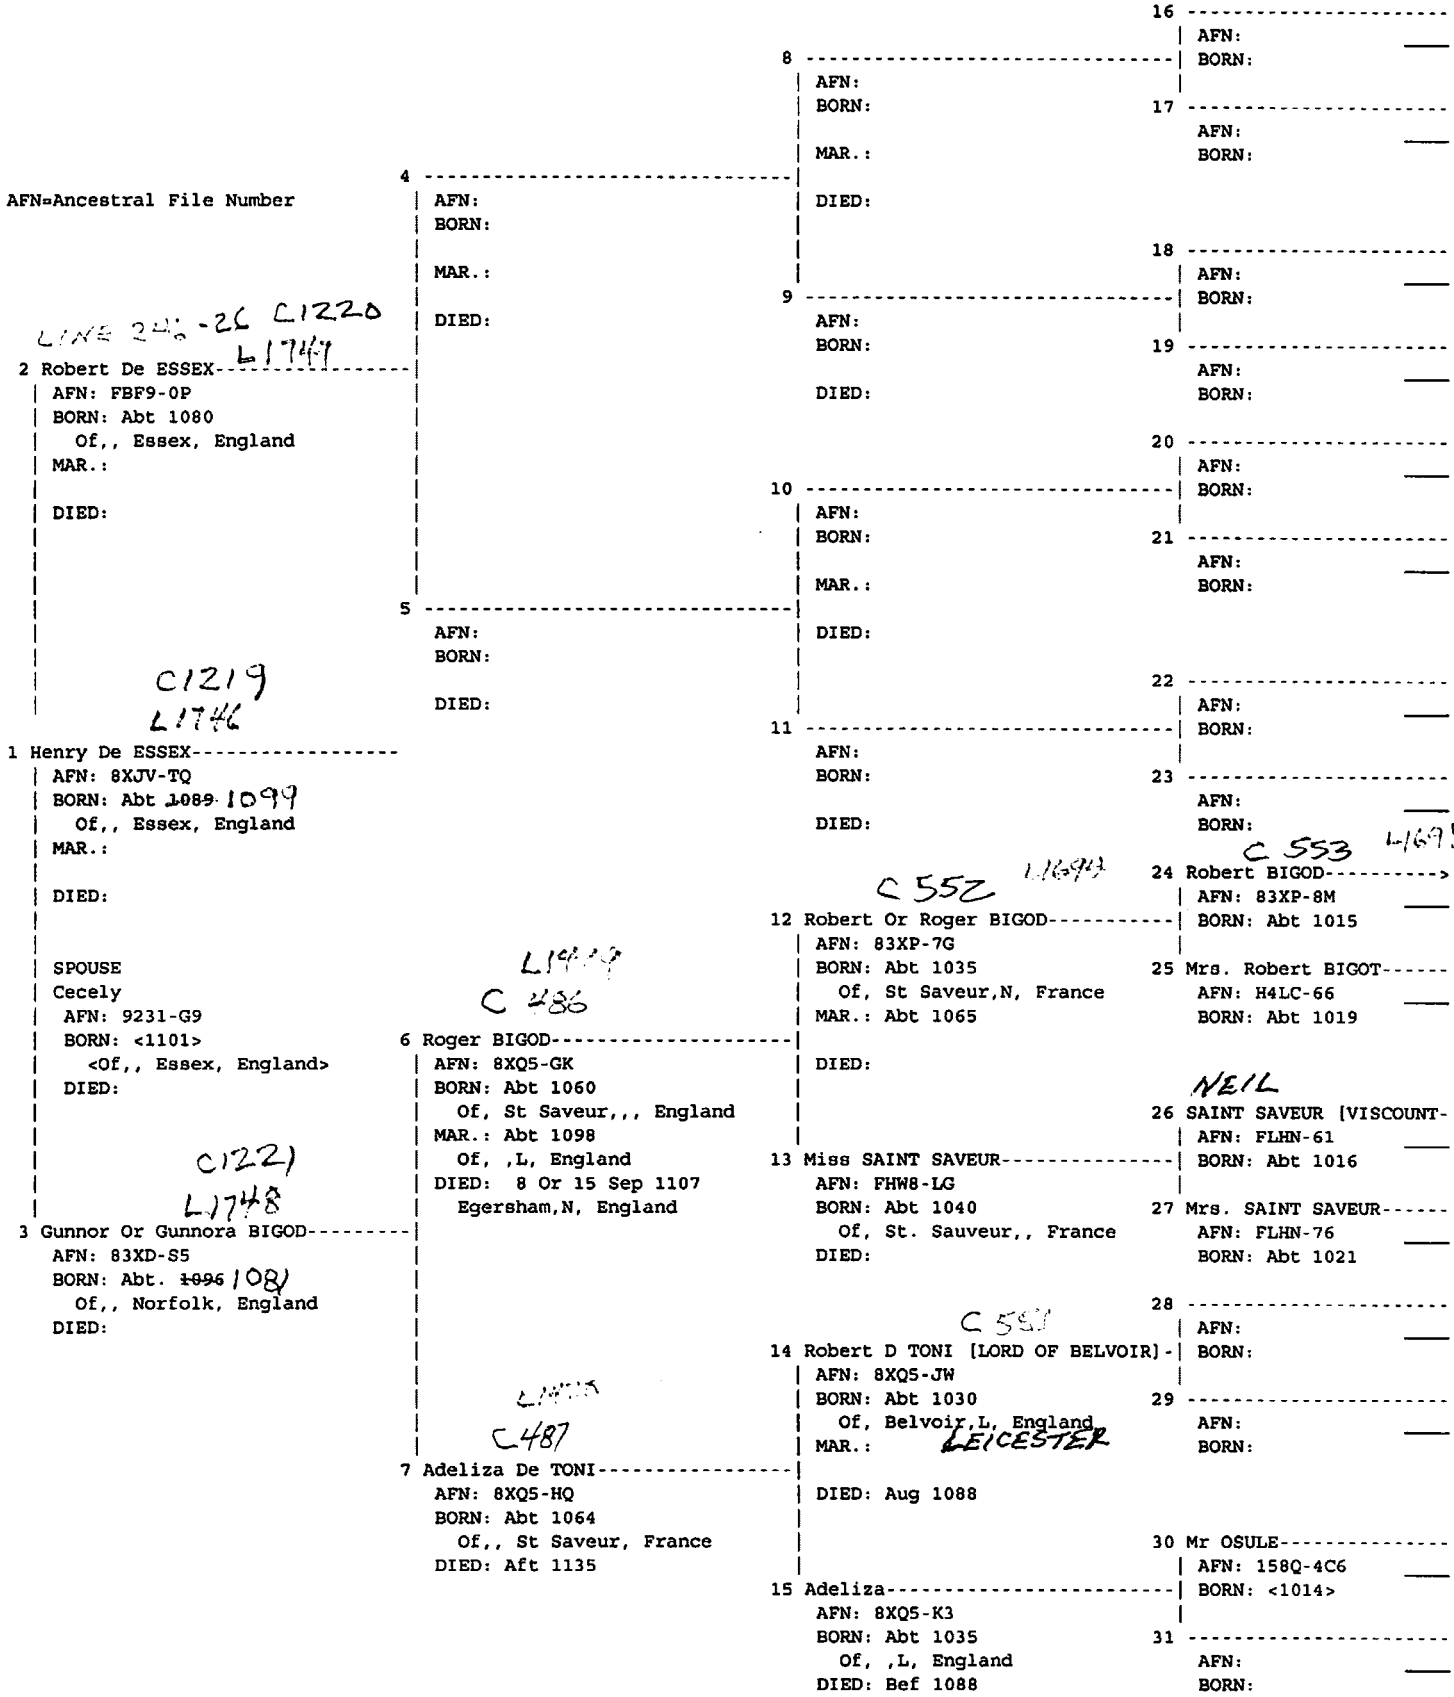 16 ----------------------
AFN:
BORN:
8 ------------------------------
AFN:
BORN:
MAR.:
DIED:
17 ----------------------
AFN:
BORN:
4 ------------------------------
AFN=Ancestral File Number
AFN:
BORN:
MAR.:
DIED:
18 ----------------------
AFN:
BORN:
9 ------------------------------
AFN:
BORN:
DIED:
19 ----------------------
AFN:
BORN:
LINE 246-26 C1220
L1747
2 Robert De ESSEX----------------
AFN: FBF9-0P
BORN: Abt 1080
Of,, Essex, England
MAR.:
DIED:
20 ----------------------
AFN:
BORN:
10 ------------------------------
AFN:
BORN:
MAR.:
DIED:
21 ----------------------
AFN:
BORN:
5 ------------------------------
AFN:
BORN:
DIED:
22 ----------------------
AFN:
BORN:
11 ------------------------------
AFN:
BORN:
DIED:
23 ----------------------
AFN:
BORN:
C1219
L1746
1 Henry De ESSEX-----------------
AFN: 8XJV-TQ
BORN: Abt 1089 1099
Of,, Essex, England
MAR.:
DIED:
SPOUSE
Cecely
AFN: 9231-G9
BORN: <1101>
<Of,, Essex, England>
DIED:
C 553
24 Robert BIGOD---------->
AFN: 83XP-8M
BORN: Abt 1015
C 552 L1694
12 Robert Or Roger BIGOD-----------
AFN: 83XP-7G
BORN: Abt 1035
Of, St Saveur,N, France
MAR.: Abt 1065
DIED:
25 Mrs. Robert BIGOT------
AFN: H4LC-66
BORN: Abt 1019
C 486
6 Roger BIGOD---------------------
AFN: 8XQ5-GK
BORN: Abt 1060
Of, St Saveur,,, England
MAR.: Abt 1098
Of, ,L, England
DIED: 8 Or 15 Sep 1107
Egersham,N, England
NEIL
26 SAINT SAVEUR [VISCOUNT-
AFN: FLHN-61
BORN: Abt 1016
13 Miss SAINT SAVEUR---------------
AFN: FHW8-LG
BORN: Abt 1040
Of, St. Sauveur,, France
DIED:
27 Mrs. SAINT SAVEUR------
AFN: FLHN-76
BORN: Abt 1021
C1221
L1748
3 Gunnor Or Gunnora BIGOD---------
AFN: 83XD-S5
BORN: Abt. 1096 1081
Of,, Norfolk, England
DIED:
28 ----------------------
AFN:
BORN:
14 Robert D TONI [LORD OF BELVOIR]-
AFN: 8XQ5-JW
BORN: Abt 1030
Of, Belvoir,L, England
LEICESTER
MAR.:
DIED: Aug 1088
29 ----------------------
AFN:
BORN:
C487
7 Adeliza De TONI-----------------
AFN: 8XQ5-HQ
BORN: Abt 1064
Of,, St Saveur, France
DIED: Aft 1135
30 Mr OSULE---------------
AFN: 158Q-4C6
BORN: <1014>
15 Adeliza------------------------
AFN: 8XQ5-K3
BORN: Abt 1035
Of, ,L, England
DIED: Bef 1088
31 ----------------------
AFN:
BORN: